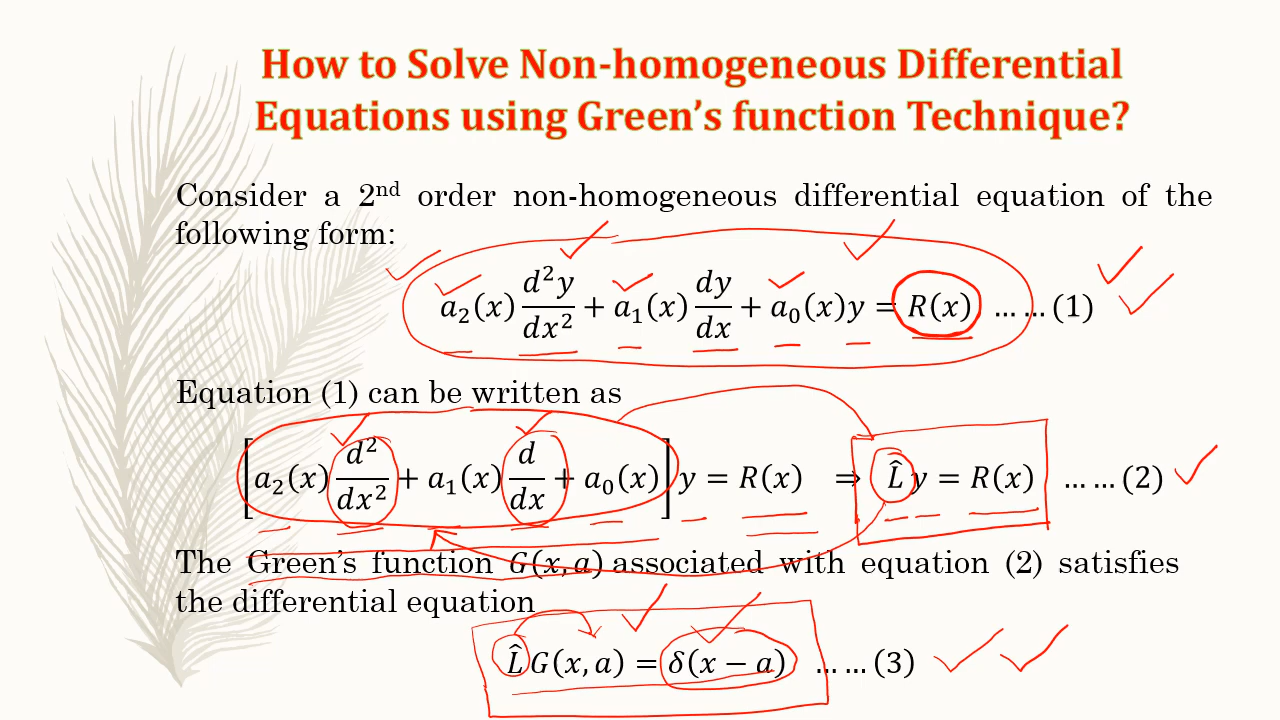 How to Solve Non-homogeneous Differential
Equations using Green's function Technique?
Consider a 2nd order non-homogeneous differential equation of the
following form:
a₂(x) d²y/dx² + a₁(x) dy/dx + a₀(x)y = R(x) … … (1)
Equation (1) can be written as
[a₂(x) d²/dx² + a₁(x) d/dx + a₀(x)] y = R(x) ⇒ L̂ y = R(x) … … (2)
The Green's function G(x, a) associated with equation (2) satisfies
the differential equation
L̂ G(x, a) = δ(x − a) … … (3)